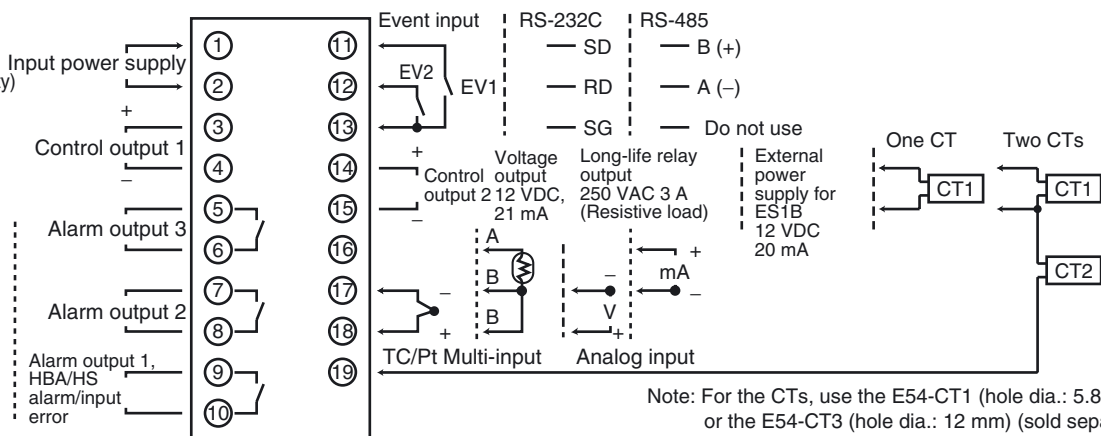 Input power supply
y)
+
Control output 1
−
Alarm output 3
Alarm output 2
Alarm output 1,
HBA/HS
alarm/input
error
1
2
3
4
5
6
7
8
9
10
11
12
13
14
15
16
17
18
19
Event input
EV2
EV1
RS-232C
SD
RD
SG
RS-485
B (+)
A (−)
Do not use
+
Control
output 2
−
Voltage
output
12 VDC,
21 mA
Long-life relay
output
250 VAC 3 A
(Resistive load)
External
power
supply for
ES1B
12 VDC
20 mA
One CT
CT1
Two CTs
CT1
CT2
−
+
A
B
B
TC/Pt Multi-input
−
V
+
+
mA
−
Analog input
Note: For the CTs, use the E54-CT1 (hole dia.: 5.8
or the E54-CT3 (hole dia.: 12 mm) (sold sepa